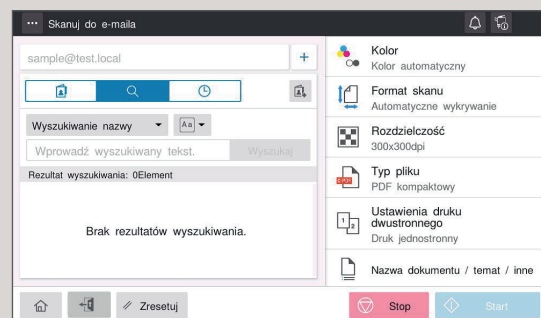 Skanuj do e-maila
sample@test.local
+
Wyszukiwanie nazwy
Aa
Wprowadź wyszukiwany tekst.
Wyszukaj
Rezultat wyszukiwania: 0Element
Brak rezultatów wyszukiwania.
Kolor
Kolor automatyczny
Format skanu
Automatyczne wykrywanie
Rozdzielczość
300x300dpi
Typ pliku
PDF kompaktowy
Ustawienia druku
dwustronnego
Druk jednostronny
Nazwa dokumentu / temat / inne
Zresetuj
Stop
Start